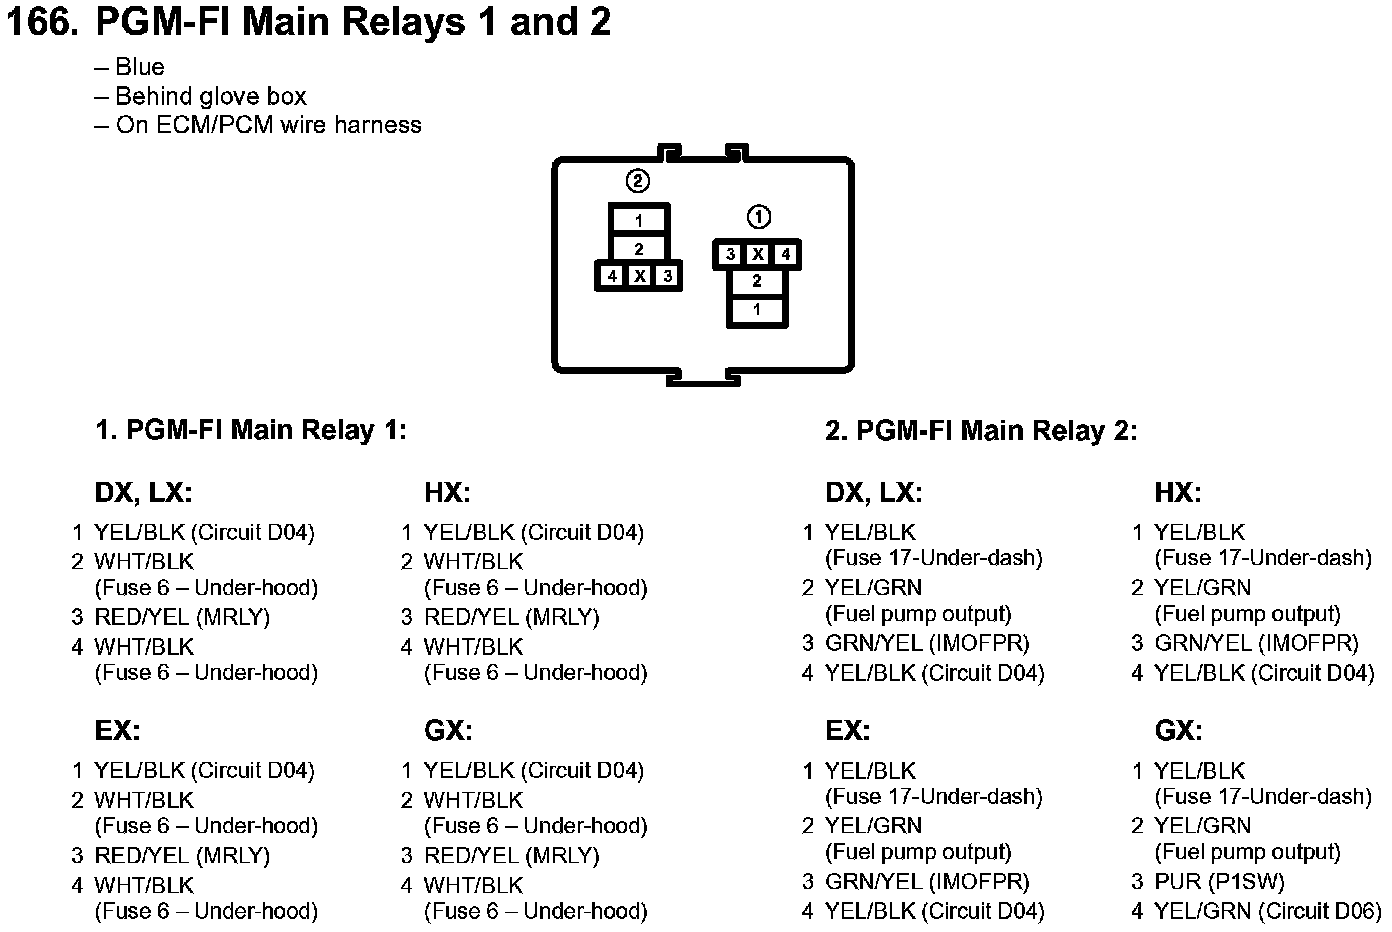 166. PGM-FI Main Relays 1 and 2
– Blue
– Behind glove box
– On ECM/PCM wire harness
2
1
2
4 X 3
1
3 X 4
2
1
1. PGM-FI Main Relay 1:
DX, LX:
1 YEL/BLK (Circuit D04)
2 WHT/BLK
(Fuse 6 – Under-hood)
3 RED/YEL (MRLY)
4 WHT/BLK
(Fuse 6 – Under-hood)
HX:
1 YEL/BLK (Circuit D04)
2 WHT/BLK
(Fuse 6 – Under-hood)
3 RED/YEL (MRLY)
4 WHT/BLK
(Fuse 6 – Under-hood)
EX:
1 YEL/BLK (Circuit D04)
2 WHT/BLK
(Fuse 6 – Under-hood)
3 RED/YEL (MRLY)
4 WHT/BLK
(Fuse 6 – Under-hood)
GX:
1 YEL/BLK (Circuit D04)
2 WHT/BLK
(Fuse 6 – Under-hood)
3 RED/YEL (MRLY)
4 WHT/BLK
(Fuse 6 – Under-hood)
2. PGM-FI Main Relay 2:
DX, LX:
1 YEL/BLK
(Fuse 17-Under-dash)
2 YEL/GRN
(Fuel pump output)
3 GRN/YEL (IMOFPR)
4 YEL/BLK (Circuit D04)
HX:
1 YEL/BLK
(Fuse 17-Under-dash)
2 YEL/GRN
(Fuel pump output)
3 GRN/YEL (IMOFPR)
4 YEL/BLK (Circuit D04)
EX:
1 YEL/BLK
(Fuse 17-Under-dash)
2 YEL/GRN
(Fuel pump output)
3 GRN/YEL (IMOFPR)
4 YEL/BLK (Circuit D04)
GX:
1 YEL/BLK
(Fuse 17-Under-dash)
2 YEL/GRN
(Fuel pump output)
3 PUR (P1SW)
4 YEL/GRN (Circuit D06)